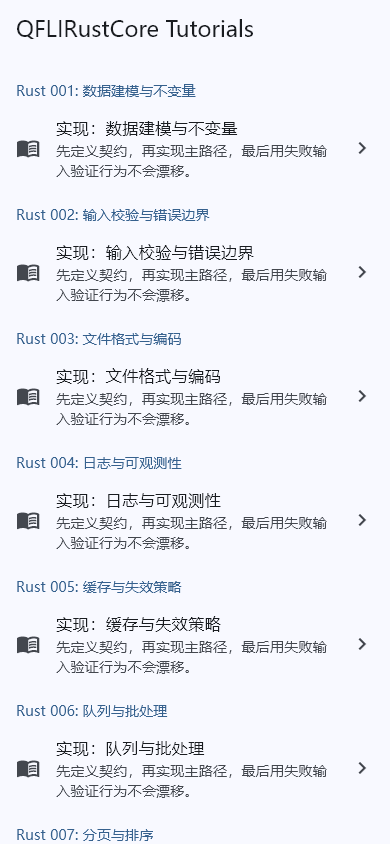 QFLIRustCore Tutorials
Rust 001: 数据建模与不变量
实现：数据建模与不变量
先定义契约，再实现主路径，最后用失败输
入验证行为不会漂移。
Rust 002: 输入校验与错误边界
实现：输入校验与错误边界
先定义契约，再实现主路径，最后用失败输
入验证行为不会漂移。
Rust 003: 文件格式与编码
实现：文件格式与编码
先定义契约，再实现主路径，最后用失败输
入验证行为不会漂移。
Rust 004: 日志与可观测性
实现：日志与可观测性
先定义契约，再实现主路径，最后用失败输
入验证行为不会漂移。
Rust 005: 缓存与失效策略
实现：缓存与失效策略
先定义契约，再实现主路径，最后用失败输
入验证行为不会漂移。
Rust 006: 队列与批处理
实现：队列与批处理
先定义契约，再实现主路径，最后用失败输
入验证行为不会漂移。
Rust 007: 分页与排序